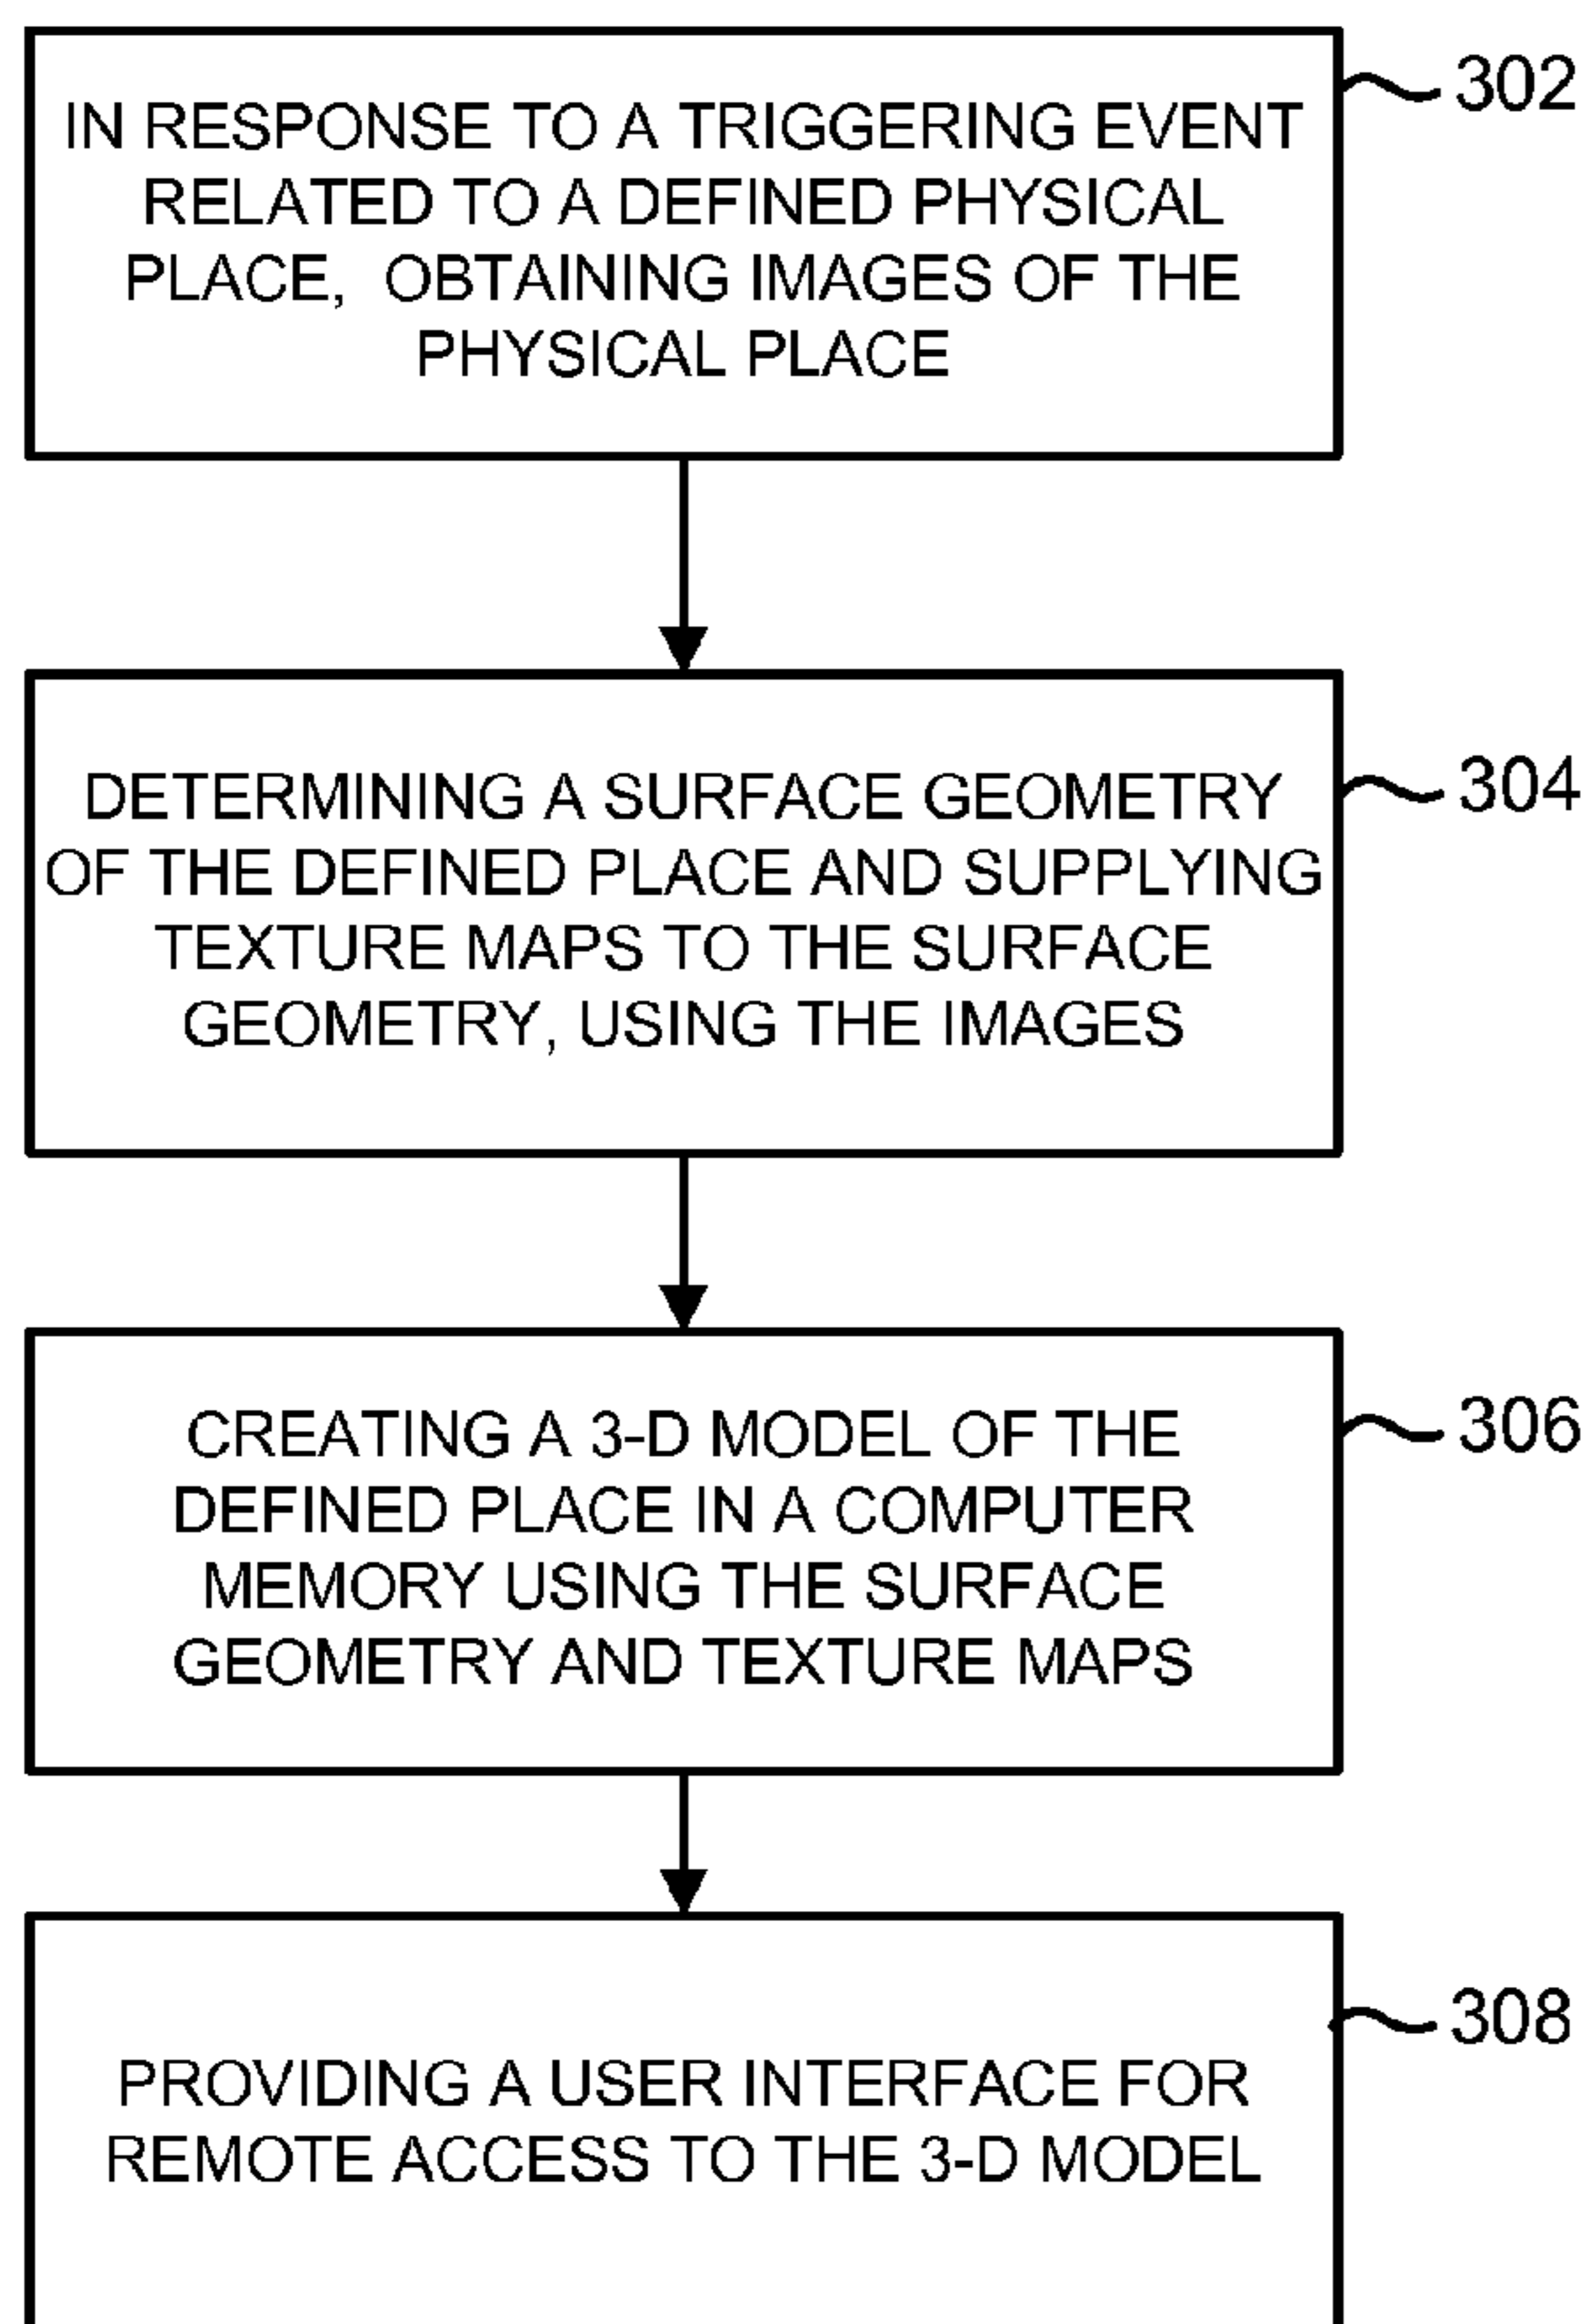 IN RESPONSE TO A TRIGGERING EVENT
RELATED TO A DEFINED PHYSICAL
PLACE, OBTAINING IMAGES OF THE
PHYSICAL PLACE
302
DETERMINING A SURFACE GEOMETRY
OF THE DEFINED PLACE AND SUPPLYING
TEXTURE MAPS TO THE SURFACE
GEOMETRY, USING THE IMAGES
304
CREATING A 3-D MODEL OF THE
DEFINED PLACE IN A COMPUTER
MEMORY USING THE SURFACE
GEOMETRY AND TEXTURE MAPS
306
PROVIDING A USER INTERFACE FOR
REMOTE ACCESS TO THE 3-D MODEL
308